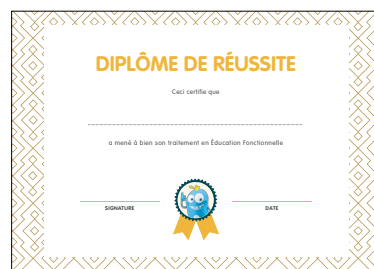 DIPLÔME DE RÉUSSITE
Ceci certifie que
a mené à bien son traitement en Éducation Fonctionnelle
SIGNATURE
DATE